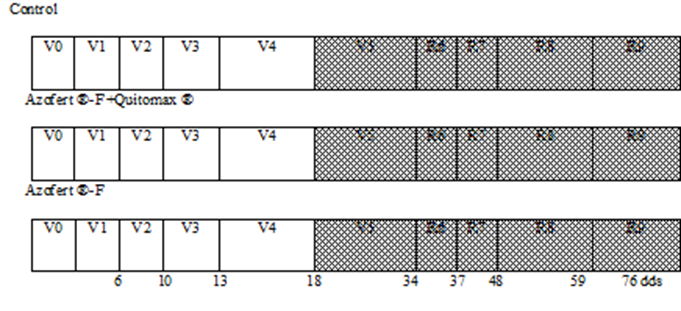 Control
V0 V1 V2 V3 V4 V5 R6 R7 R8 R9
Azofert ®-F+Quitomax ®
V0 V1 V2 V3 V4 V5 R6 R7 R8 R9
Azofert ®-F
V0 V1 V2 V3 V4 V5 R6 R7 R8 R9
6 10 13 18 34 37 48 59 76 dds